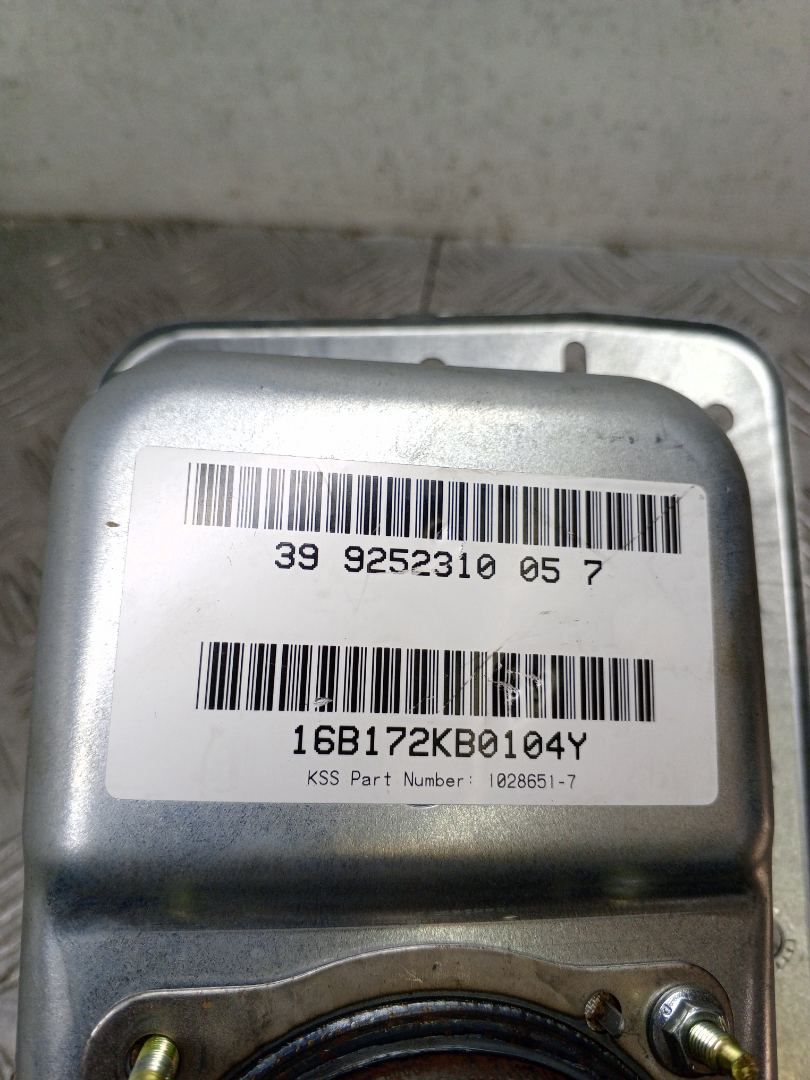 39 9252310 05 7
16B172KB0104Y
KSS Part Number: 1028651-7